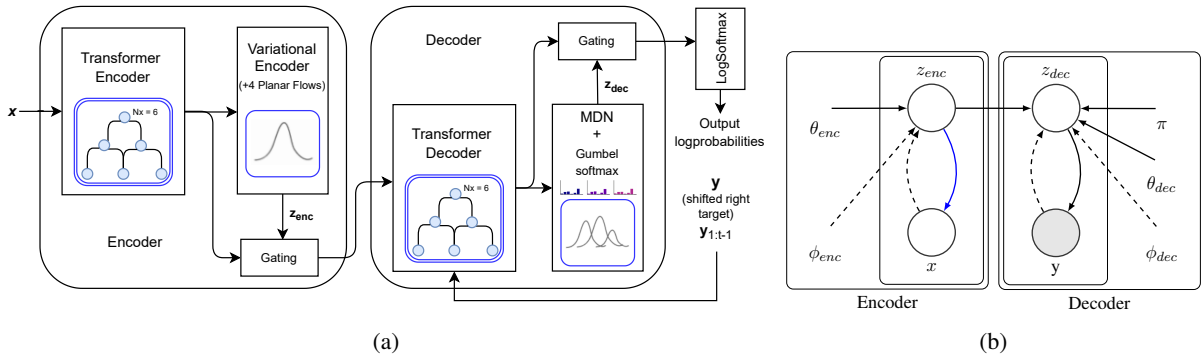 x
Transformer
Encoder
Nx = 6
Variational
Encoder
(+4 Planar Flows)
z_enc
Encoder
Gating
Decoder
Transformer
Decoder
Nx = 6
Gating
z_dec
MDN
+
Gumbel
softmax
LogSoftmax
Output
logprobabilities
y
(shifted right
target)
y_1:t-1
(a)
z_enc
z_dec
θ_enc
π
θ_dec
ϕ_enc
ϕ_dec
x
y
Encoder
Decoder
(b)